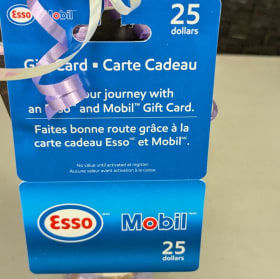 Esso Mobil 25
dollars
Card ▪ Carte Cadeau
our journey with
an Esso™ and Mobil™ Gift Card.
Faites bonne route grâce à la
carte cadeau Esso™ et Mobil™.
No value until activated at register.
Aucune valeur avant activation à la caisse.
Esso Mobil
25
dollars